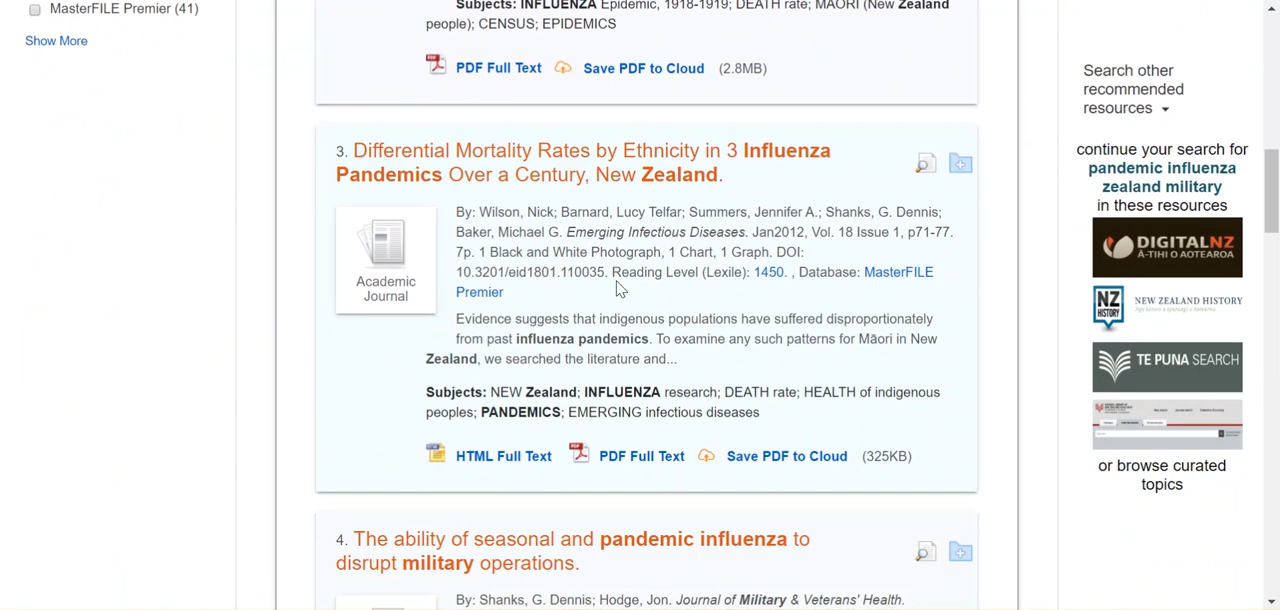 MasterFILE Premier (41)
Show More
Subjects: INFLUENZA Epidemic, 1918-1919; DEATH rate; MAORI (New Zealand
people); CENSUS; EPIDEMICS
PDF Full Text Save PDF to Cloud (2.8MB)
3. Differential Mortality Rates by Ethnicity in 3 Influenza
Pandemics Over a Century, New Zealand.
Academic
Journal
By: Wilson, Nick; Barnard, Lucy Telfar; Summers, Jennifer A.; Shanks, G. Dennis;
Baker, Michael G. Emerging Infectious Diseases. Jan2012, Vol. 18 Issue 1, p71-77.
7p. 1 Black and White Photograph, 1 Chart, 1 Graph. DOI:
10.3201/eid1801.110035. Reading Level (Lexile): 1450. , Database: MasterFILE
Premier
Evidence suggests that indigenous populations have suffered disproportionately
from past influenza pandemics. To examine any such patterns for Māori in New
Zealand, we searched the literature and...
Subjects: NEW Zealand; INFLUENZA research; DEATH rate; HEALTH of indigenous
peoples; PANDEMICS; EMERGING infectious diseases
HTML Full Text PDF Full Text Save PDF to Cloud (325KB)
4. The ability of seasonal and pandemic influenza to
disrupt military operations.
By: Shanks, G. Dennis; Hodge, Jon. Journal of Military & Veterans' Health.
Search other
recommended
resources
continue your search for
pandemic influenza
zealand military
in these resources
DIGITALNZ
Ā-TIHI O AOTEAROA
NZ
HISTORY
NEW ZEALAND HISTORY
TE PUNA SEARCH
or browse curated
topics